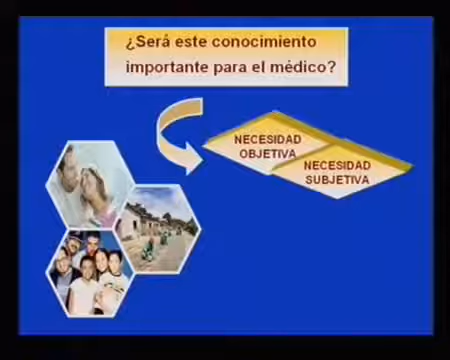 ¿Será este conocimiento
importante para el médico?
NECESIDAD
OBJETIVA
NECESIDAD
SUBJETIVA